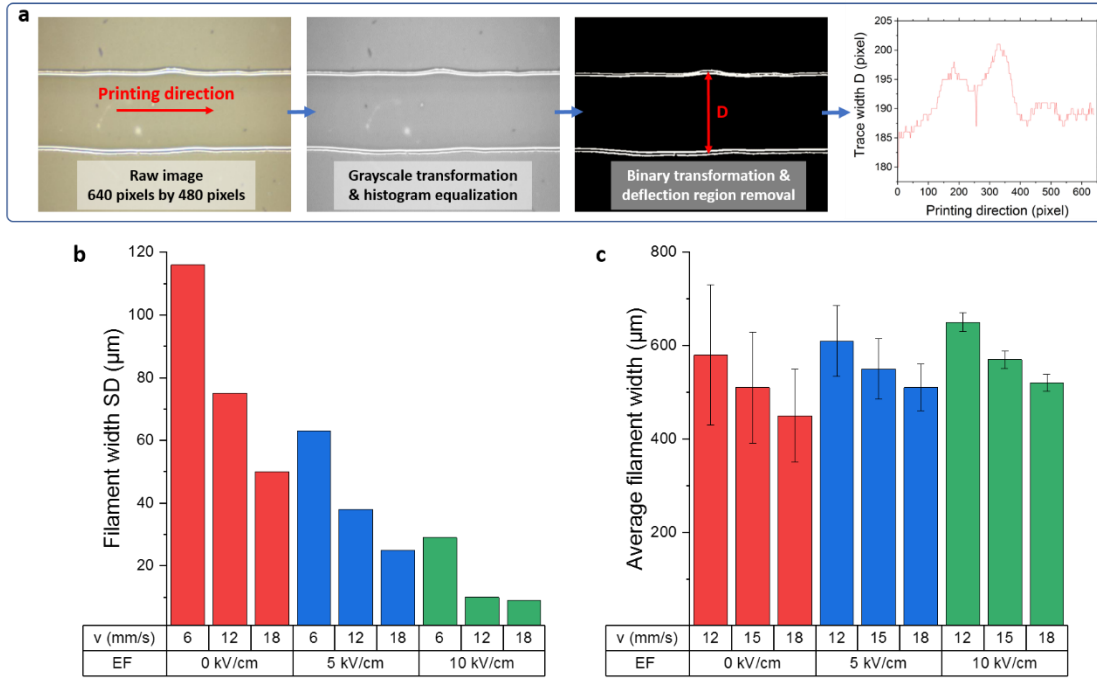 a
Printing direction
Raw image
640 pixels by 480 pixels
Grayscale transformation
& histogram equalization
D
Binary transformation &
deflection region removal
Trace width D (pixel)
205
200
195
190
185
180
0 100 200 300 400 500 600
Printing direction (pixel)
b
Filament width SD (µm)
120
100
80
60
40
20
v (mm/s) 6 12 18 6 12 18 6 12 18
EF 0 kV/cm 5 kV/cm 10 kV/cm
c
Average filament width (µm)
800
600
400
200
v (mm/s) 12 15 18 12 15 18 12 15 18
EF 0 kV/cm 5 kV/cm 10 kV/cm